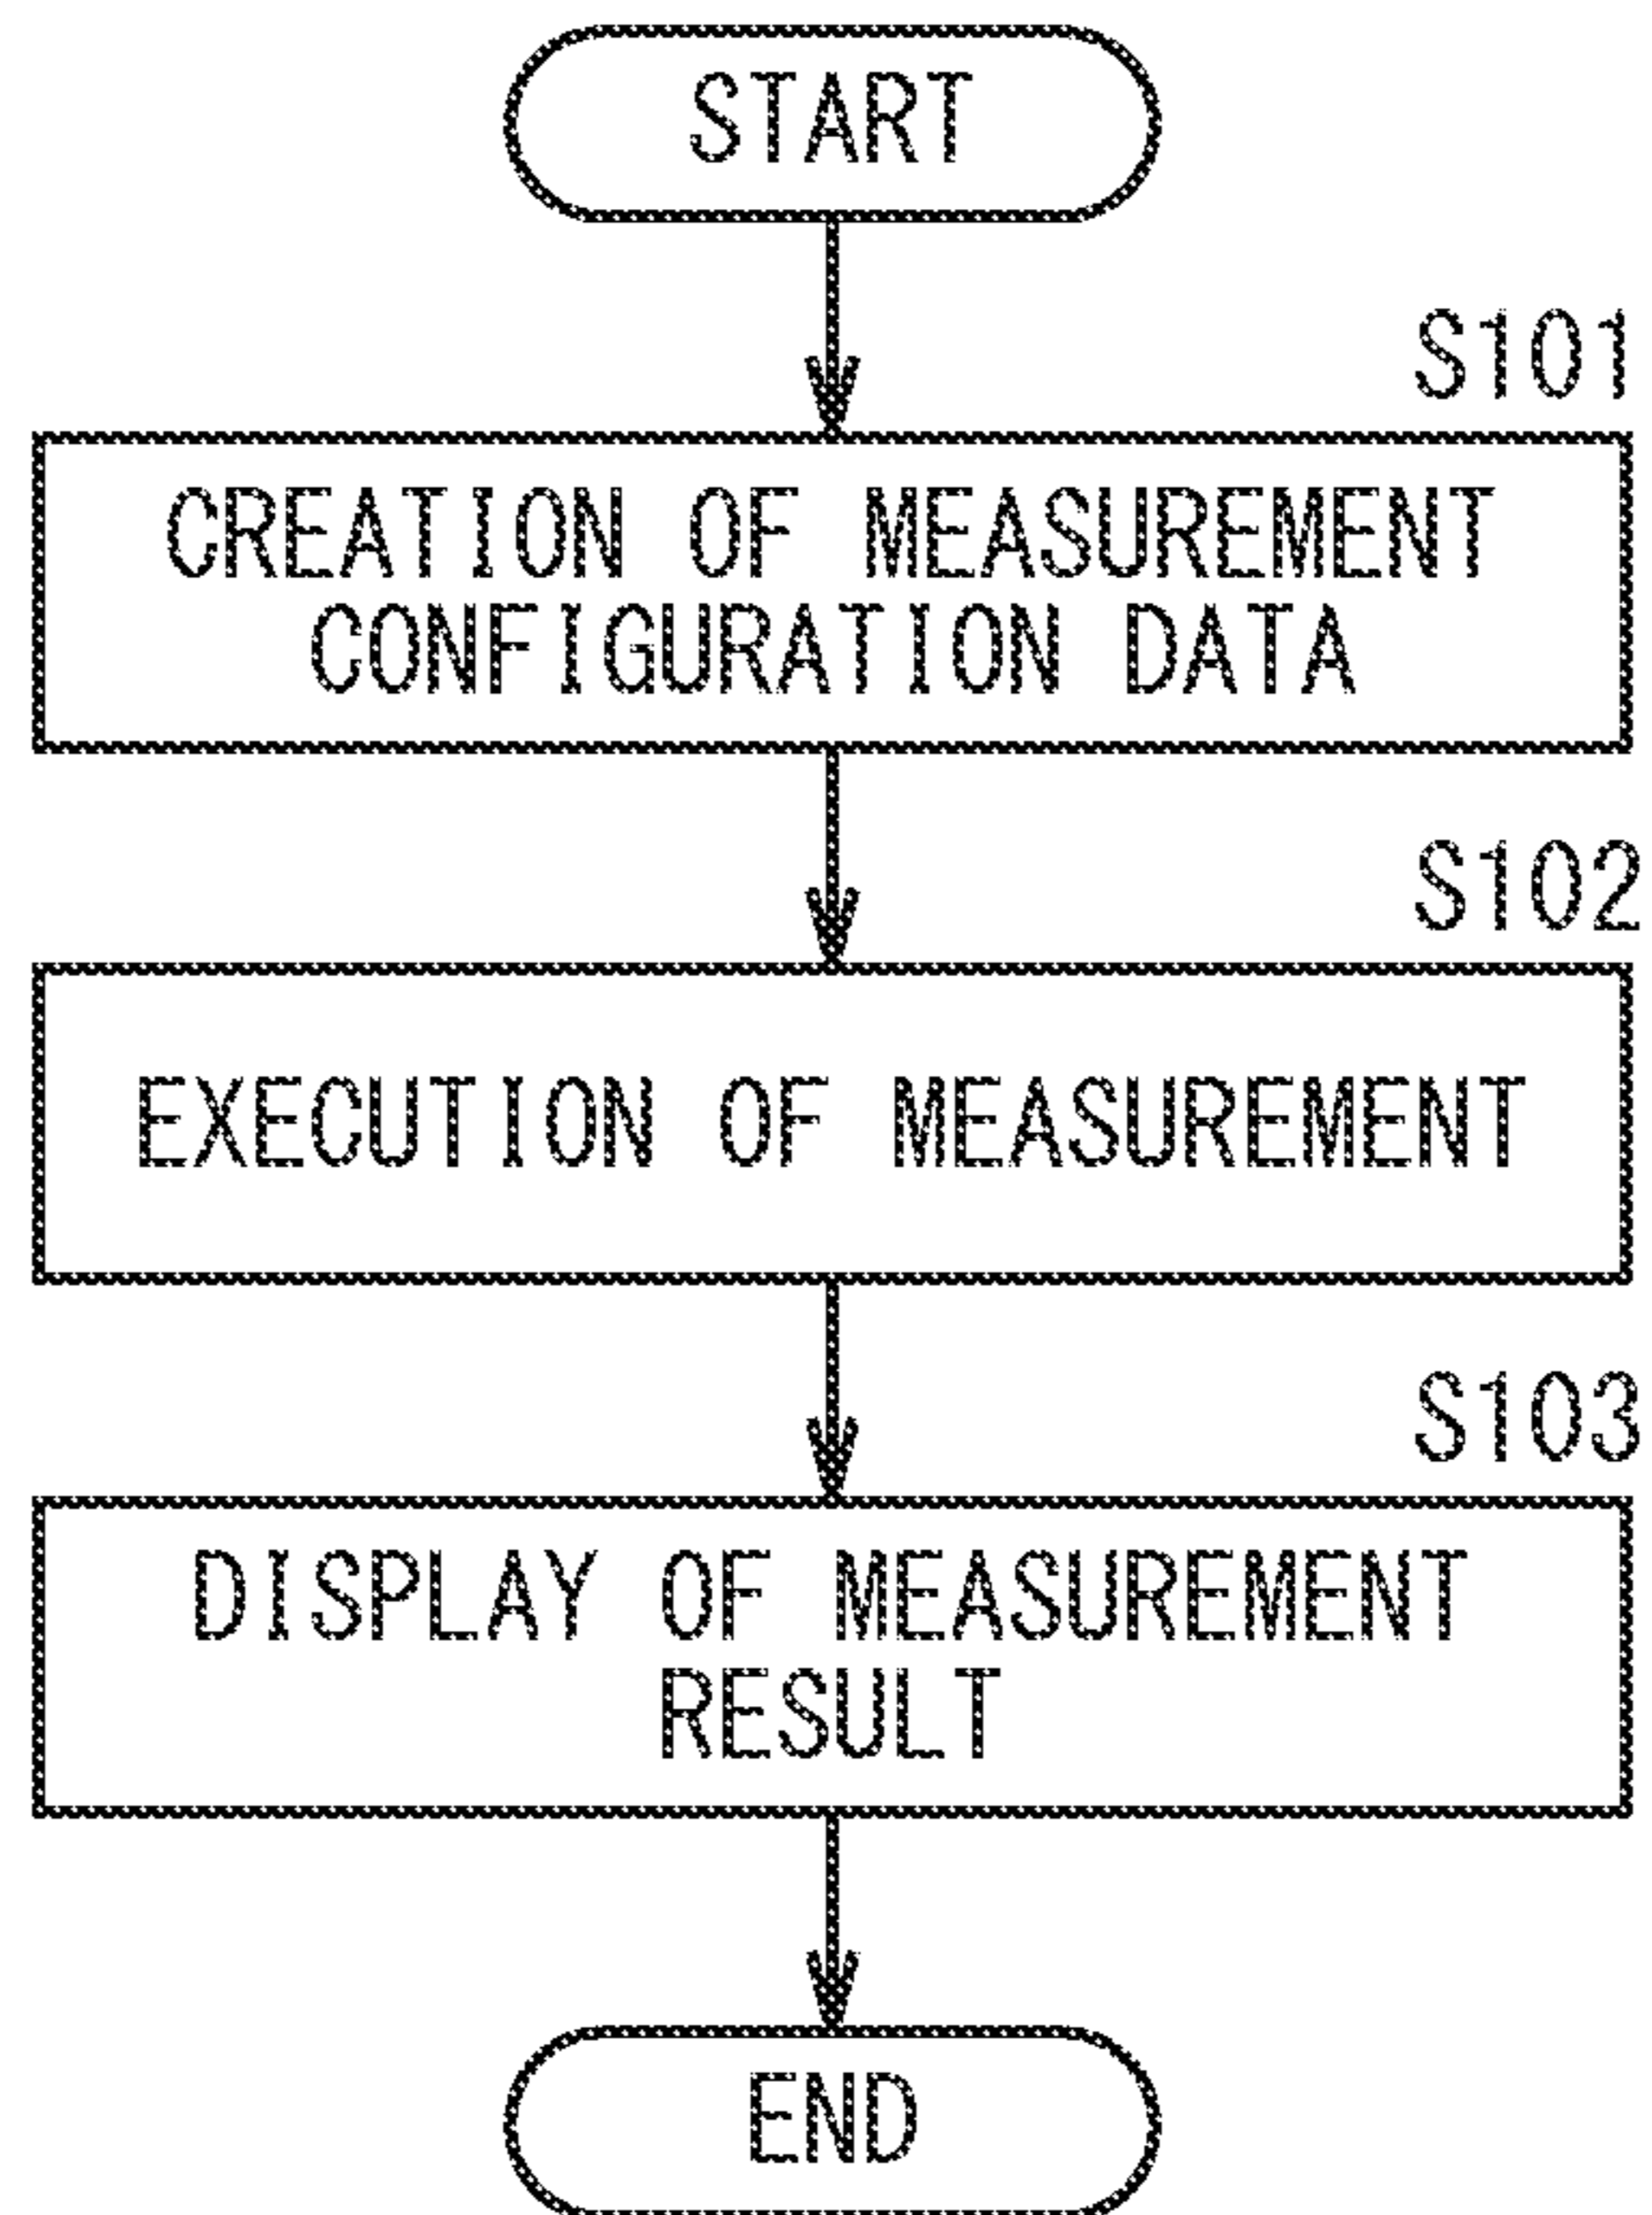 START
S101
CREATION OF MEASUREMENT
CONFIGURATION DATA
S102
EXECUTION OF MEASUREMENT
S103
DISPLAY OF MEASUREMENT
RESULT
END